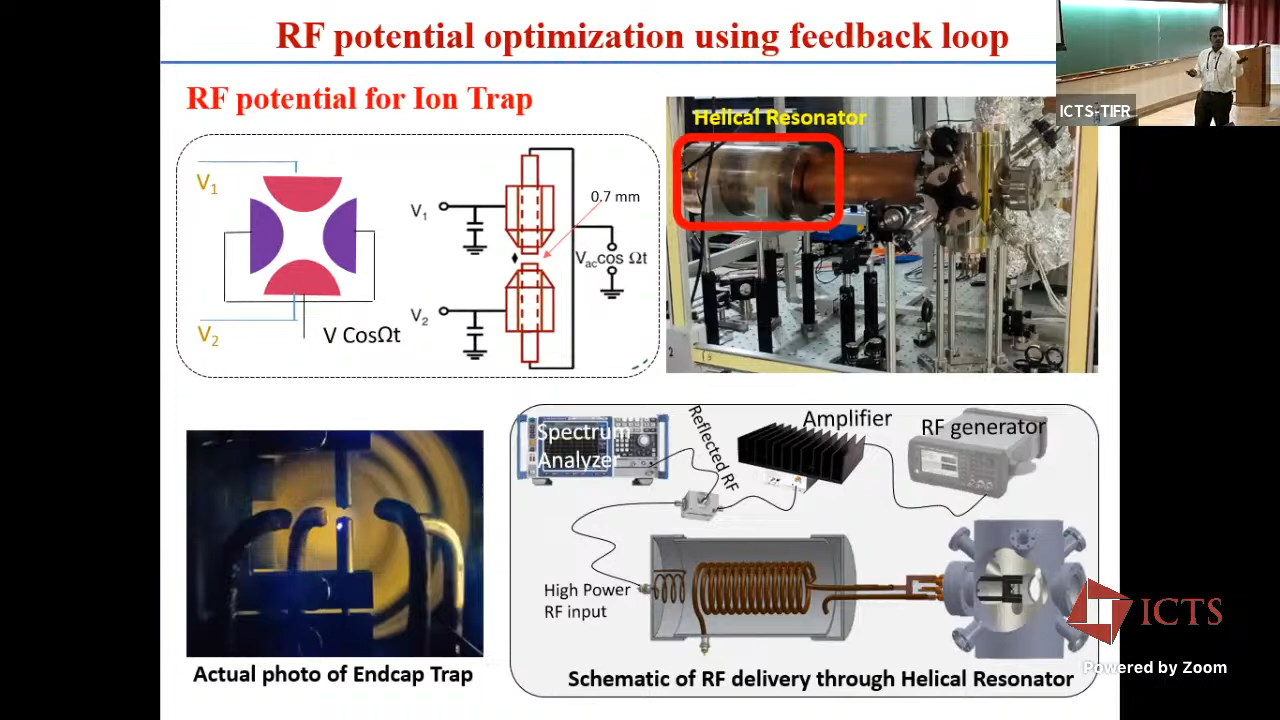 RF potential optimization using feedback loop
RF potential for Ion Trap
Helical Resonator
ICTS-TIFR
V1
V2
V CosΩt
V1
V2
0.7 mm
Vaccos Ωt
Actual photo of Endcap Trap
Spectrum
Analyzer
Reflected RF
Amplifier
RF generator
High Power
RF input
Schematic of RF delivery through Helical Resonator
ICTS
Powered by Zoom